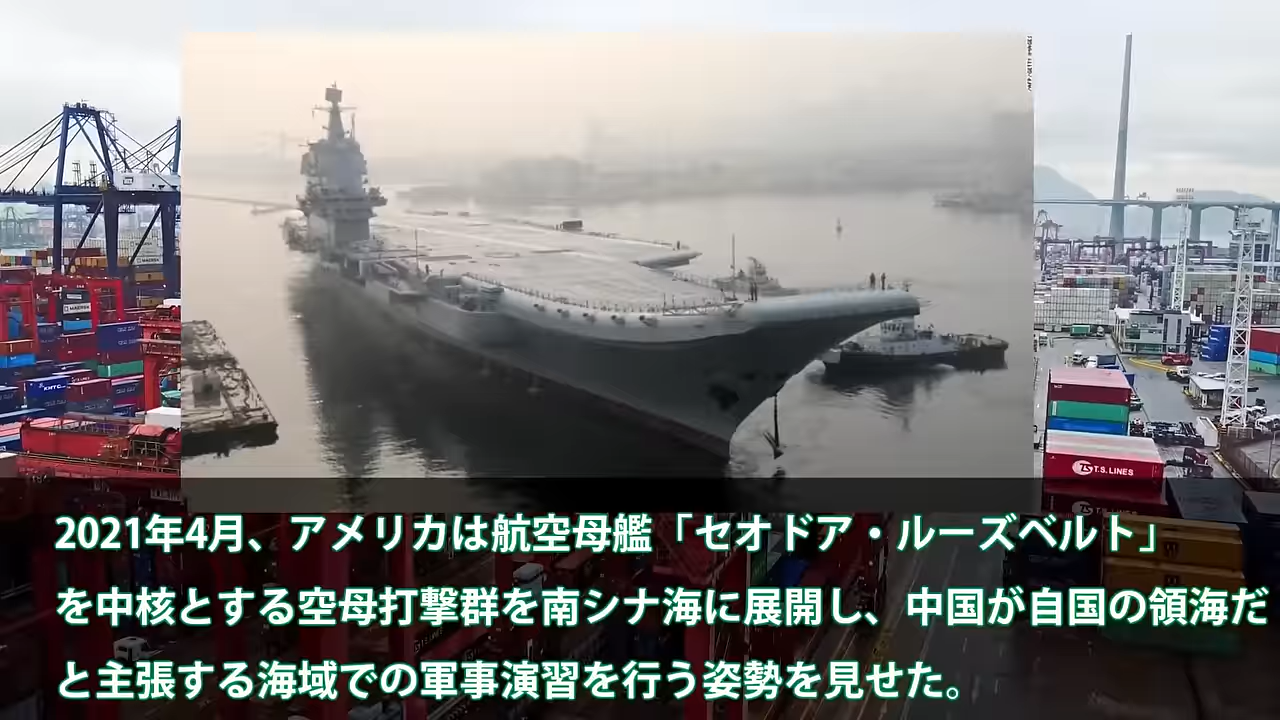 2021年4月、アメリカは航空母艦「セオドア・ルーズベルト」
を中核とする空母打撃群を南シナ海に展開し、中国が自国の領海だ
と主張する海域での軍事演習を行う姿勢を見せた。
T.S. LINES